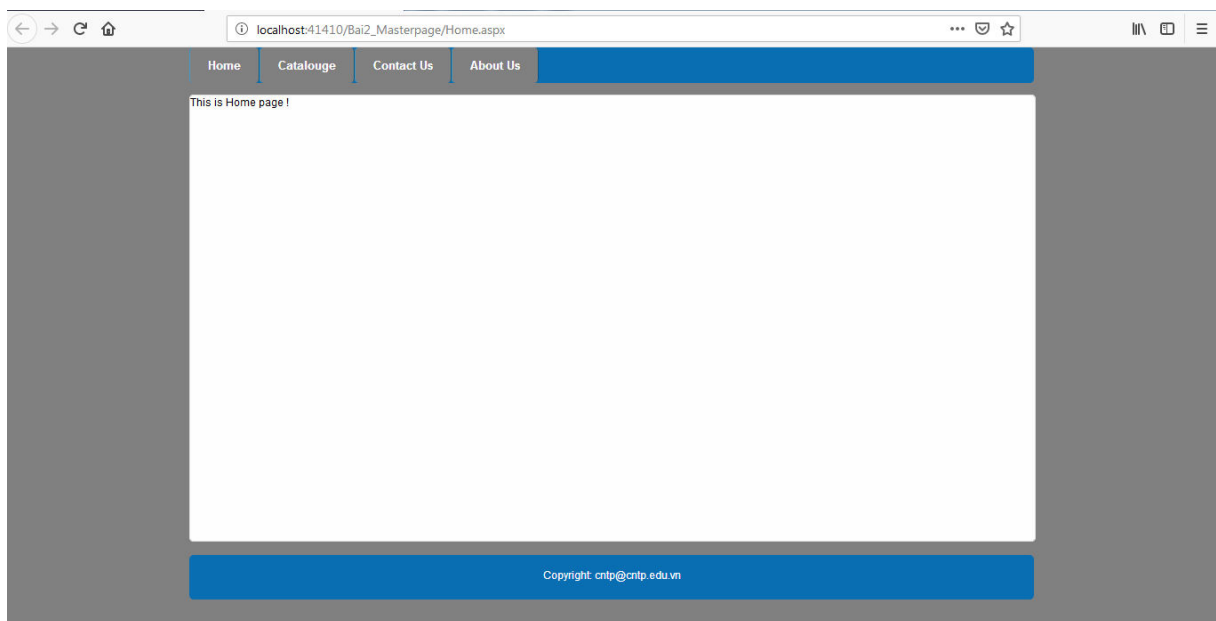 localhost:41410/Bai2_Masterpage/Home.aspx
Home Catalouge Contact Us About Us
This is Home page !
Copyright: cntp@cntp.edu.vn